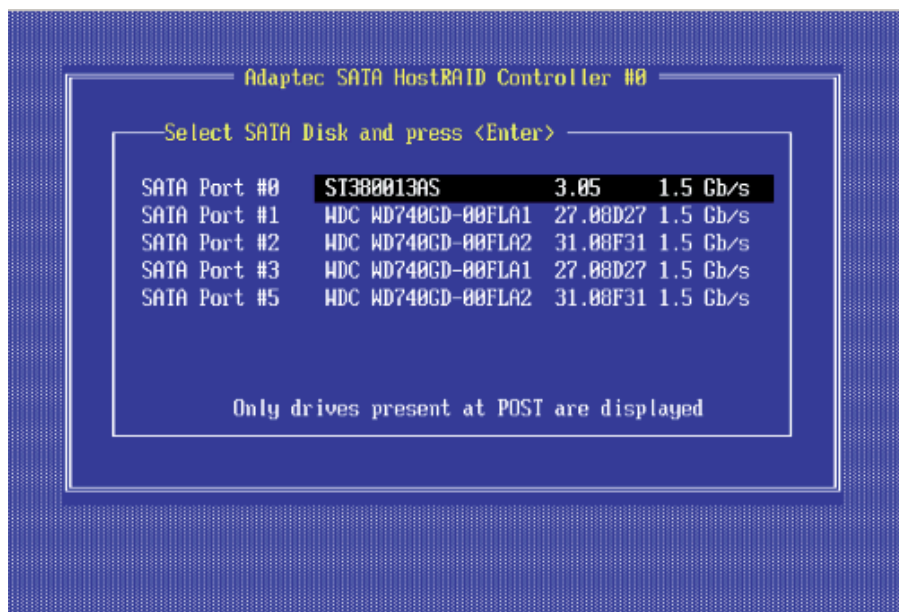 Adaptec SATA HostRAID Controller #0
Select SATA Disk and press <Enter>
SATA Port #0 ST380013AS 3.05 1.5 Gb/s
SATA Port #1 WDC WD740GD-00FLA1 27.08D27 1.5 Gb/s
SATA Port #2 WDC WD740GD-00FLA2 31.08F31 1.5 Gb/s
SATA Port #3 WDC WD740GD-00FLA1 27.08D27 1.5 Gb/s
SATA Port #5 WDC WD740GD-00FLA2 31.08F31 1.5 Gb/s
Only drives present at POST are displayed